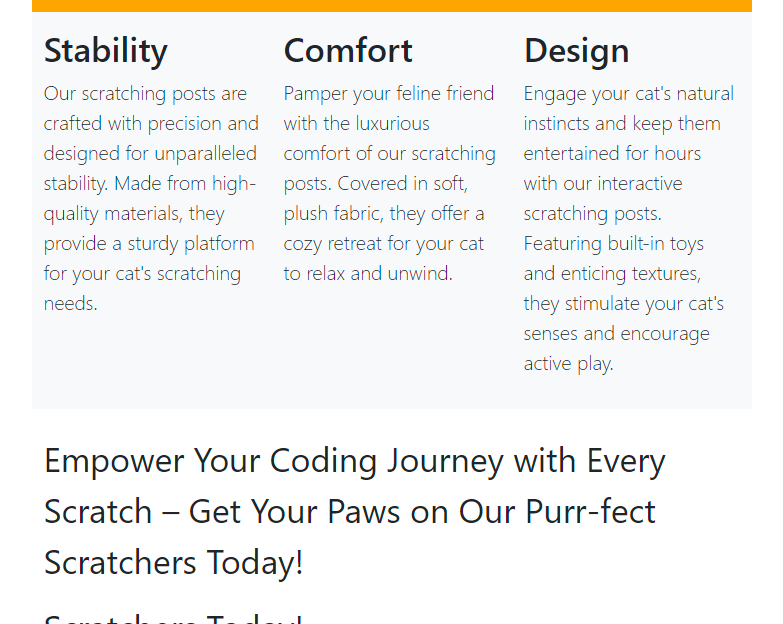 Stability
Our scratching posts are
crafted with precision and
designed for unparalleled
stability. Made from high-
quality materials, they
provide a sturdy platform
for your cat's scratching
needs.
Comfort
Pamper your feline friend
with the luxurious
comfort of our scratching
posts. Covered in soft,
plush fabric, they offer a
cozy retreat for your cat
to relax and unwind.
Design
Engage your cat's natural
instincts and keep them
entertained for hours
with our interactive
scratching posts.
Featuring built-in toys
and enticing textures,
they stimulate your cat's
senses and encourage
active play.
Empower Your Coding Journey with Every
Scratch – Get Your Paws on Our Purr-fect
Scratchers Today!
Scratchers Today!